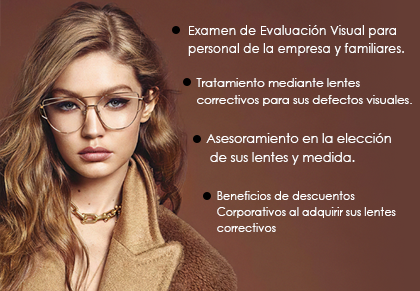 • Examen de Evaluación Visual para
personal de la empresa y familiares.
• Tratamiento mediante lentes
correctivos para sus defectos visuales.
• Asesoramiento en la elección
de sus lentes y medida.
• Beneficios de descuentos
Corporativos al adquirir sus lentes
correctivos